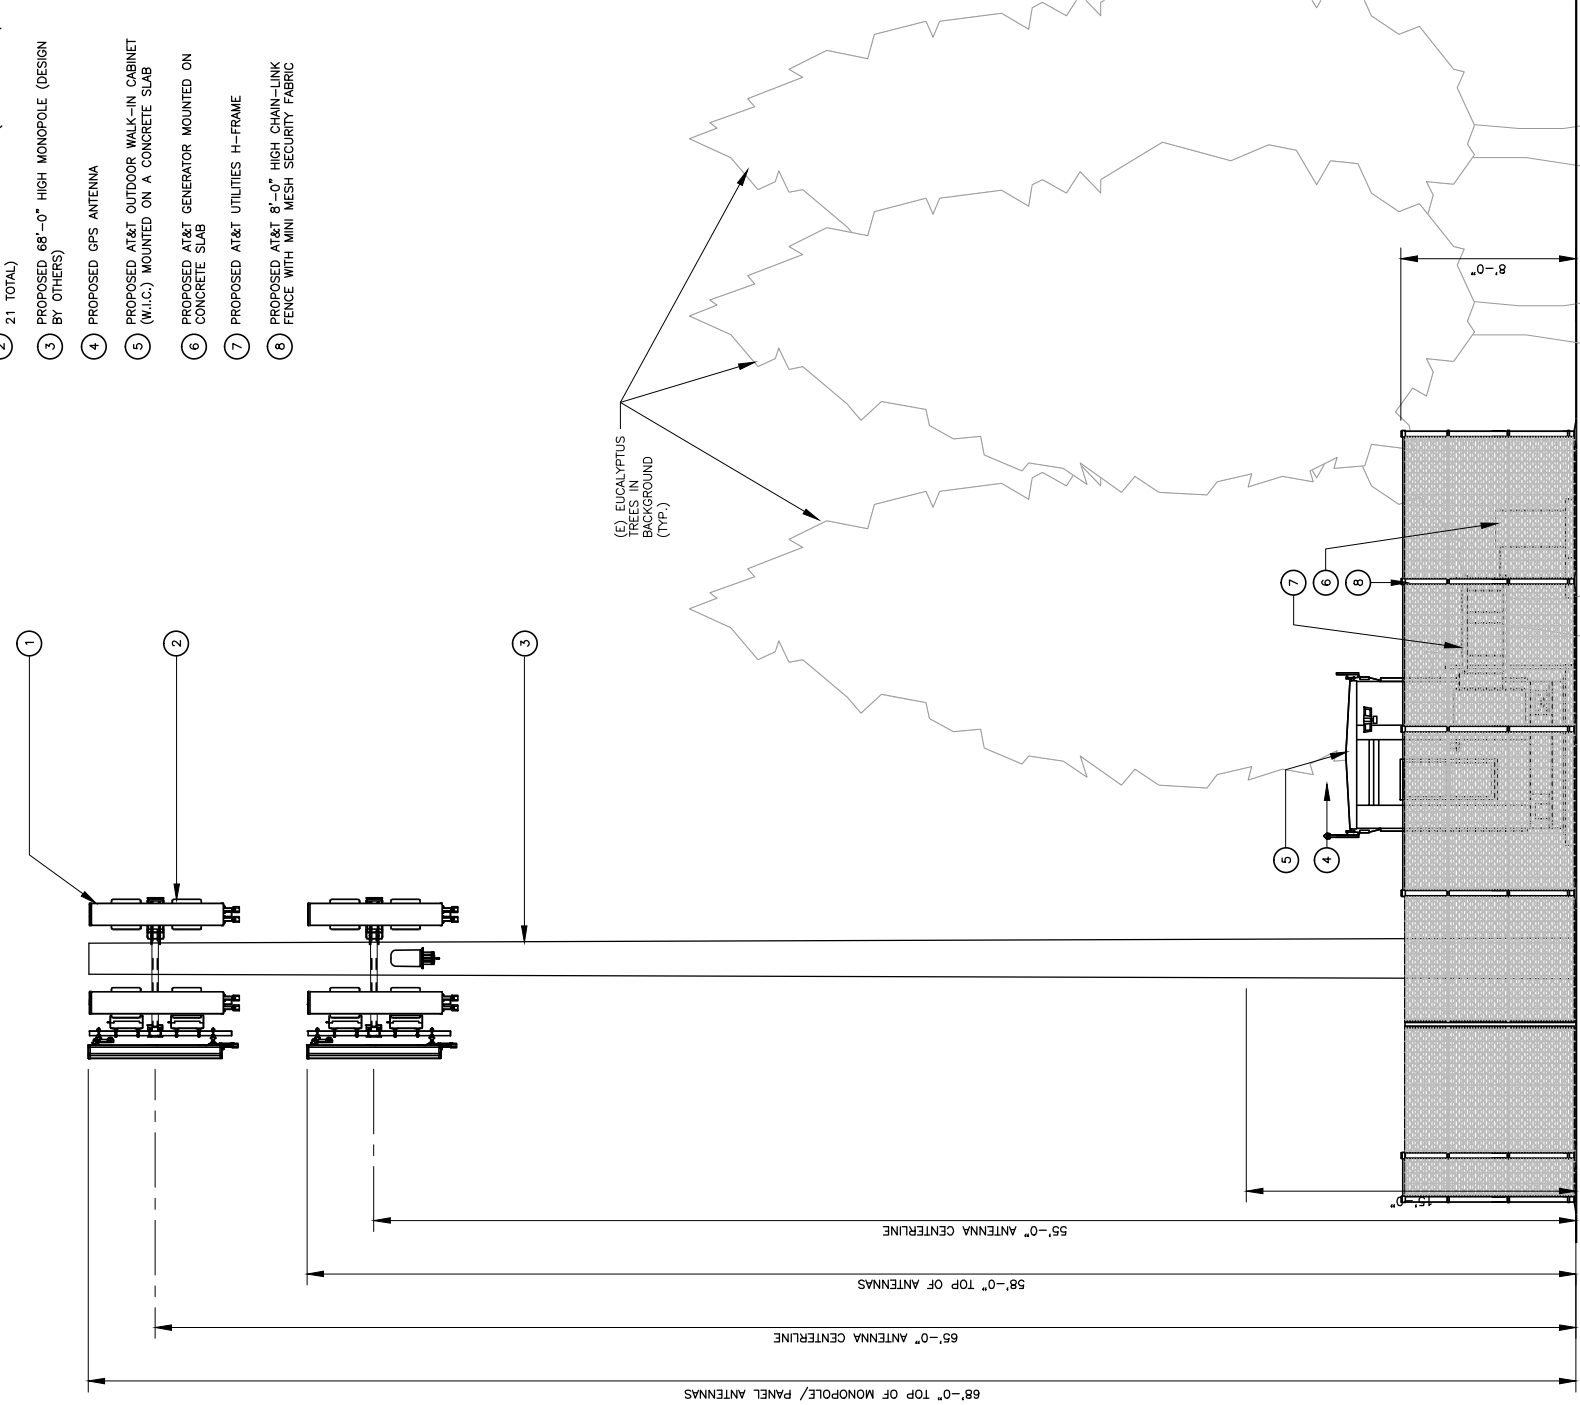 2
21 TOTAL)
3
PROPOSED 68'-0" HIGH MONOPOLE (DESIGN
BY OTHERS)
4
PROPOSED GPS ANTENNA
5
PROPOSED AT&T OUTDOOR WALK-IN CABINET
(W.I.C.) MOUNTED ON A CONCRETE SLAB
6
PROPOSED AT&T GENERATOR MOUNTED ON
CONCRETE SLAB
7
PROPOSED AT&T UTILITIES H-FRAME
8
PROPOSED AT&T 8'-0" HIGH CHAIN-LINK
FENCE WITH MINI MESH SECURITY FABRIC
1
2
3
(E) EUCALYPTUS
TREES IN
BACKGROUND
(TYP.)
7
6
8
5
4
8'-0"
15'-0"
55'-0" ANTENNA CENTERLINE
58'-0" TOP OF ANTENNAS
65'-0" ANTENNA CENTERLINE
68'-0" TOP OF MONOPOLE/ PANEL ANTENNAS